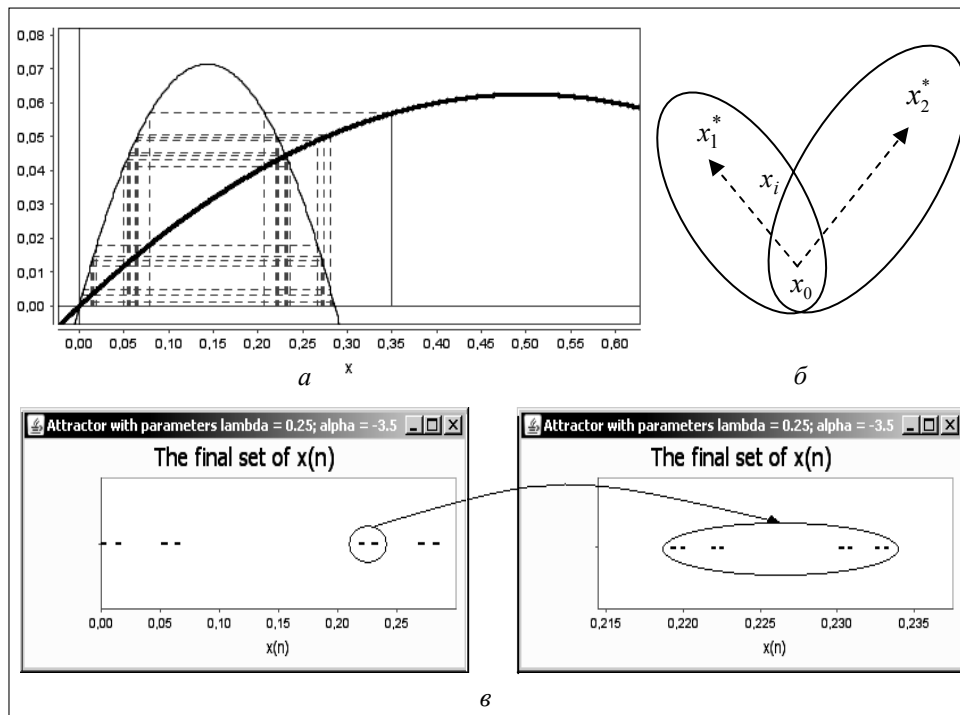 0,08
0,07
0,06
0,05
0,04
0,03
0,02
0,01
0,00
0,00 0,05 0,10 0,15 0,20 0,25 0,30 0,35 0,40 0,45 0,50 0,55 0,60
x
а
x*1
x*2
xi
x0
б
Attractor with parameters lambda = 0.25; alpha = -3.5
The final set of x(n)
0,00 0,05 0,10 0,15 0,20 0,25
x(n)
Attractor with parameters lambda = 0.25; alpha = -3.5
The final set of x(n)
0,215 0,220 0,225 0,230 0,235
x(n)
в